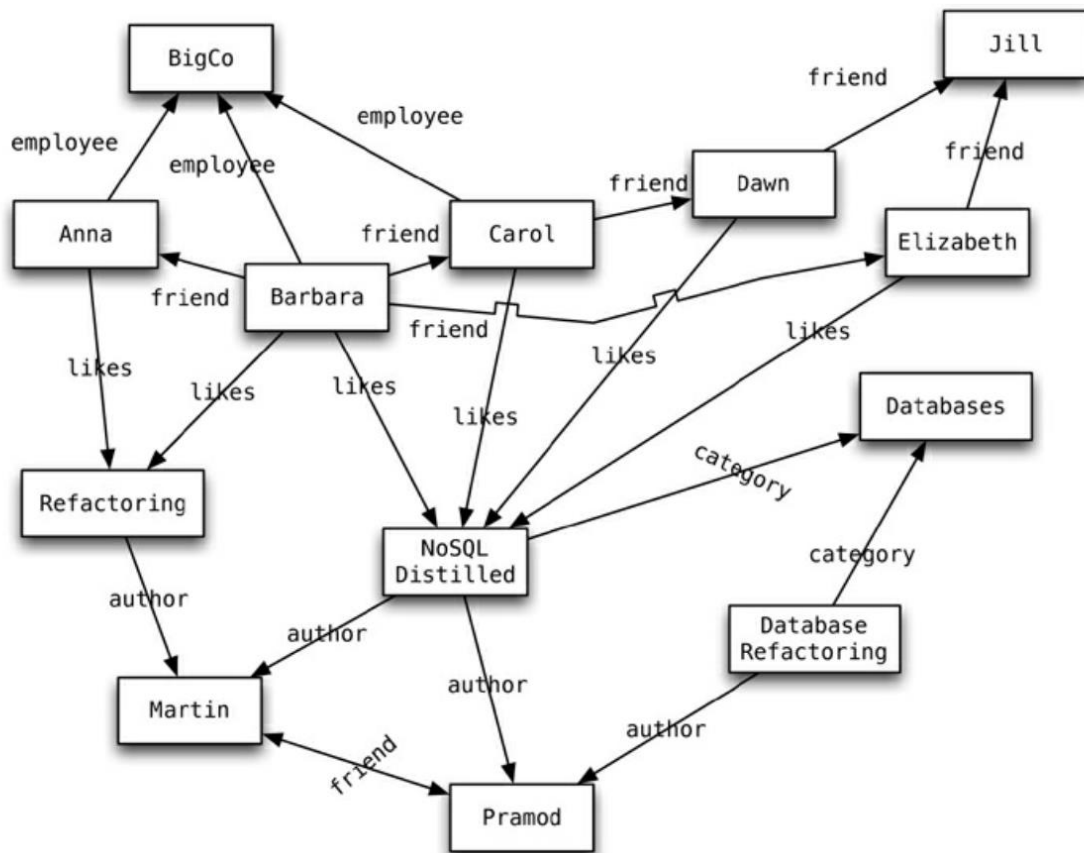 BigCo
Jill
friend
employee
employee
employee
friend
Dawn
friend
Anna
friend
Carol
Elizabeth
friend
Barbara
friend
likes
likes
likes
likes
likes
likes
Databases
category
Refactoring
NoSQL
Distilled
category
author
Database
Refactoring
author
author
Martin
author
friend
Pramod